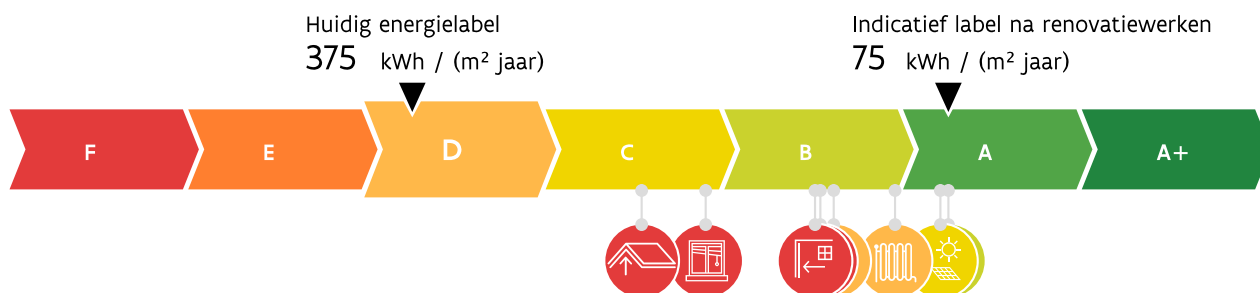 Huidig energielabel
375 kWh / (m² jaar)
Indicatief label na renovatiewerken
75 kWh / (m² jaar)
F E D C B A A+